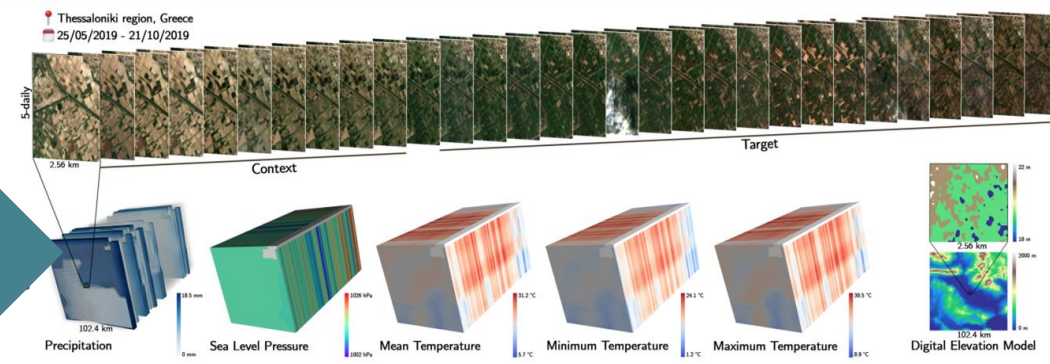 Thessaloniki region, Greece
25/05/2019 - 21/10/2019
5-daily
2.56 km
Context
Target
22 m
18 m
2.56 km
2000 m
0 m
102.4 km
18.5 mm
0 mm
102.4 km
1026 hPa
1002 hPa
31.2 °C
5.7 °C
24.1 °C
1.2 °C
39.5 °C
8.9 °C
Precipitation
Sea Level Pressure
Mean Temperature
Minimum Temperature
Maximum Temperature
Digital Elevation Model